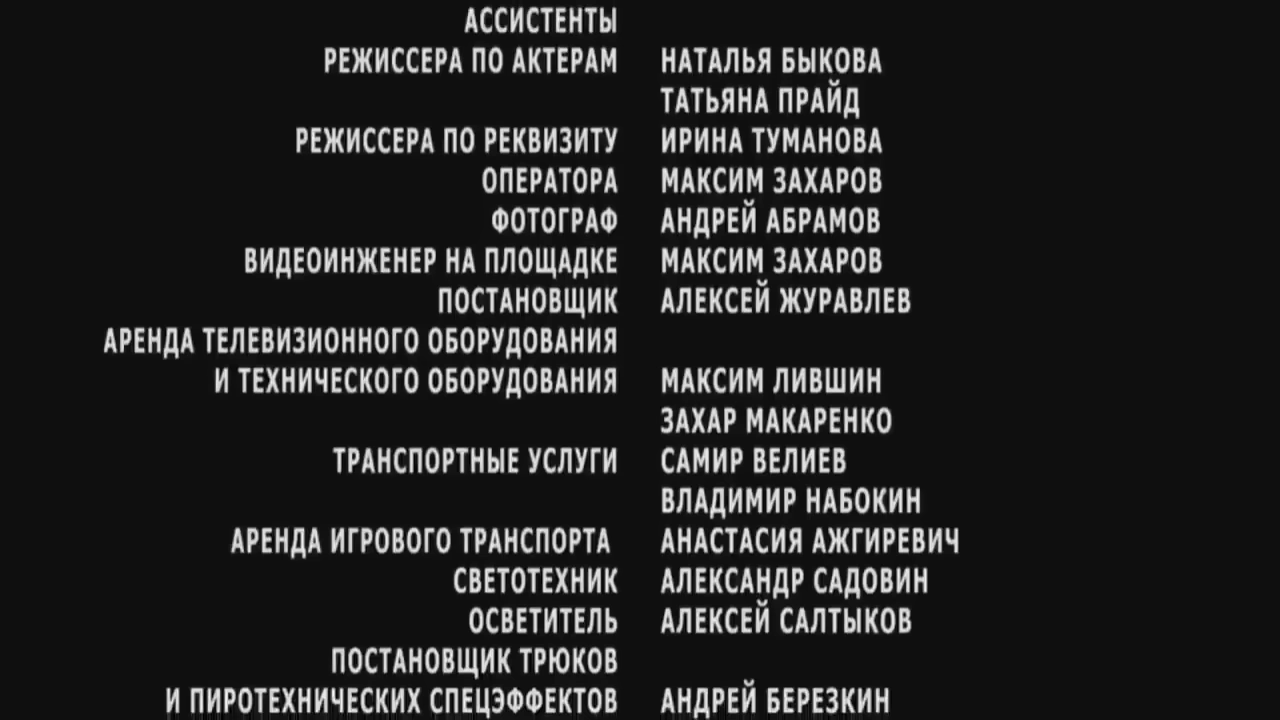 АССИСТЕНТЫ
РЕЖИССЕРА ПО АКТЕРАМ НАТАЛЬЯ БЫКОВА
ТАТЬЯНА ПРАЙД
РЕЖИССЕРА ПО РЕКВИЗИТУ ИРИНА ТУМАНОВА
ОПЕРАТОРА МАКСИМ ЗАХАРОВ
ФОТОГРАФ АНДРЕЙ АБРАМОВ
ВИДЕОИНЖЕНЕР НА ПЛОЩАДКЕ МАКСИМ ЗАХАРОВ
ПОСТАНОВЩИК АЛЕКСЕЙ ЖУРАВЛЕВ
АРЕНДА ТЕЛЕВИЗИОННОГО ОБОРУДОВАНИЯ
И ТЕХНИЧЕСКОГО ОБОРУДОВАНИЯ МАКСИМ ЛИВШИН
ЗАХАР МАКАРЕНКО
ТРАНСПОРТНЫЕ УСЛУГИ САМИР ВЕЛИЕВ
ВЛАДИМИР НАБОКИН
АРЕНДА ИГРОВОГО ТРАНСПОРТА АНАСТАСИЯ АЖГИРЕВИЧ
СВЕТОТЕХНИК АЛЕКСАНДР САДОВИН
ОСВЕТИТЕЛЬ АЛЕКСЕЙ САЛТЫКОВ
ПОСТАНОВЩИК ТРЮКОВ
И ПИРОТЕХНИЧЕСКИХ СПЕЦЭФФЕКТОВ АНДРЕЙ БЕРЕЗКИН